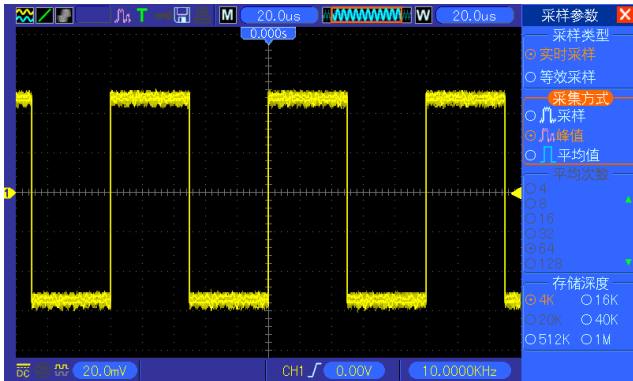 T M 20.0us W 20.0us
0.000s
1
DC 20.0mV CH1 0.00V 10.0000KHz
采样参数 X
采样类型
实时采样
等效采样
采集方式
采样
峰值
平均值
平均次数
4
8
16
32
64
128
存储深度
4K 16K
20K 40K
512K 1M